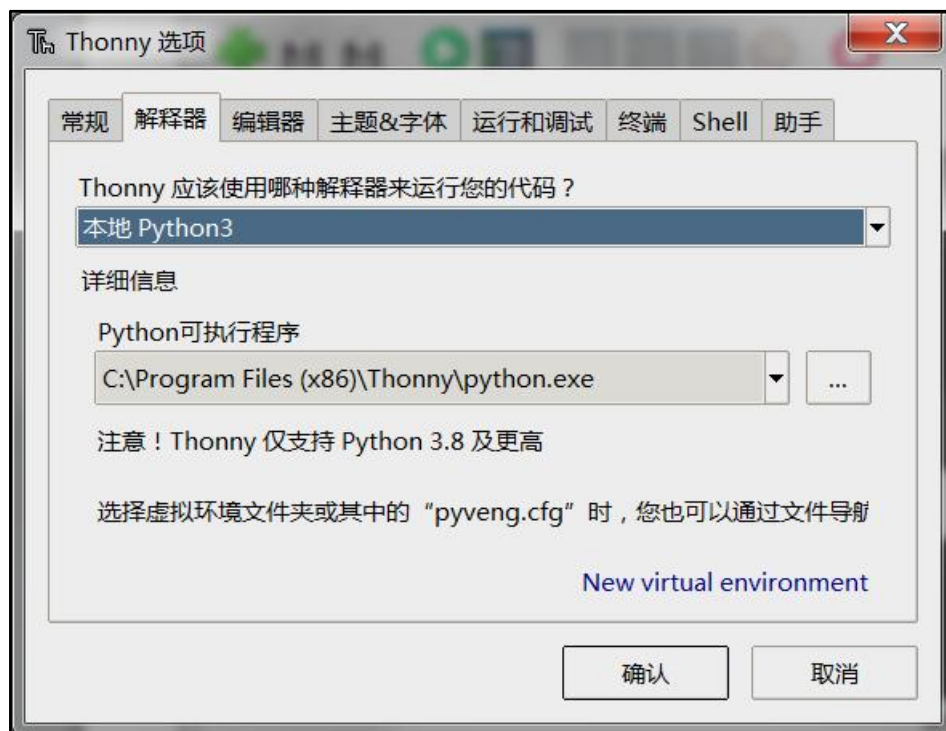 Thonny 选项
常规 解释器 编辑器 主题&字体 运行和调试 终端 Shell 助手
Thonny 应该使用哪种解释器来运行您的代码？
本地 Python3
详细信息
Python可执行程序
C:\Program Files (x86)\Thonny\python.exe
...
注意！Thonny 仅支持 Python 3.8 及更高
选择虚拟环境文件夹或其中的“pyveng.cfg”时，您也可以通过文件导航
New virtual environment
确认 取消